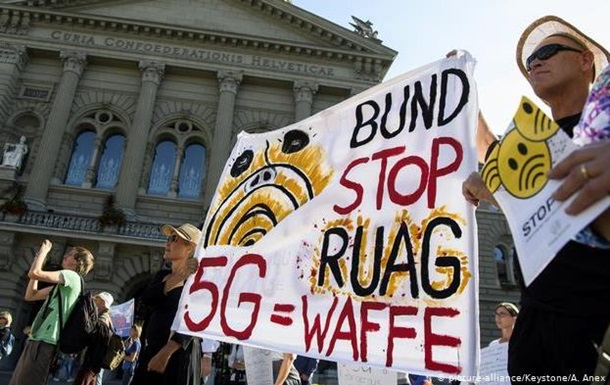 CURIA CONFOEDERATIONIS HELVETICAE
BUND
STOP
RUAG
5G = WAFFE
STOP
© picture-alliance/Keystone/A. Anex